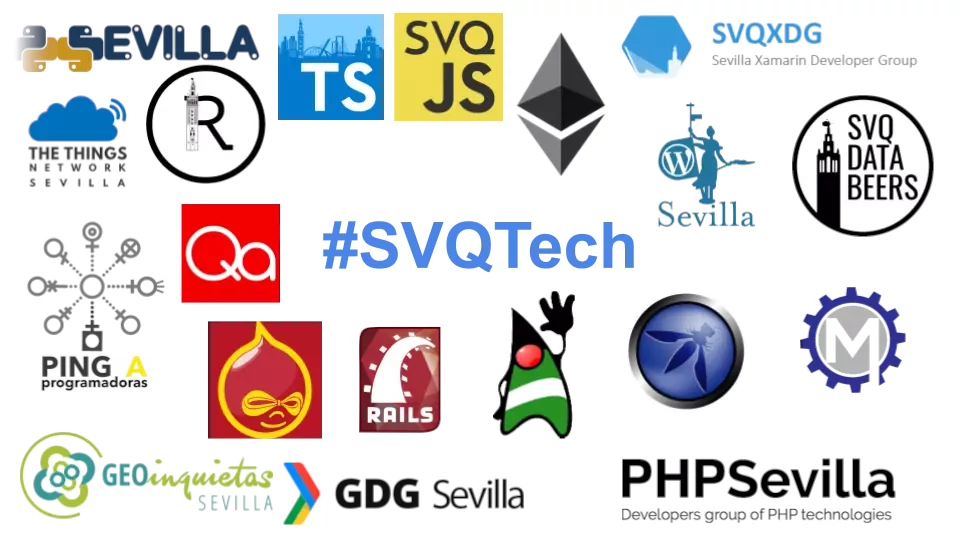 SEVILLA
TS
SVQ
JS
SVQXDG
Sevilla Xamarin Developer Group
THE THINGS
NETWORK
SEVILLA
R
W
Sevilla
SVQ
DATA
BEERS
Qa
#SVQTech
PING A
programadoras
RAILS
M
GEOinquietas
SEVILLA
GDG Sevilla
PHPSevilla
Developers group of PHP technologies